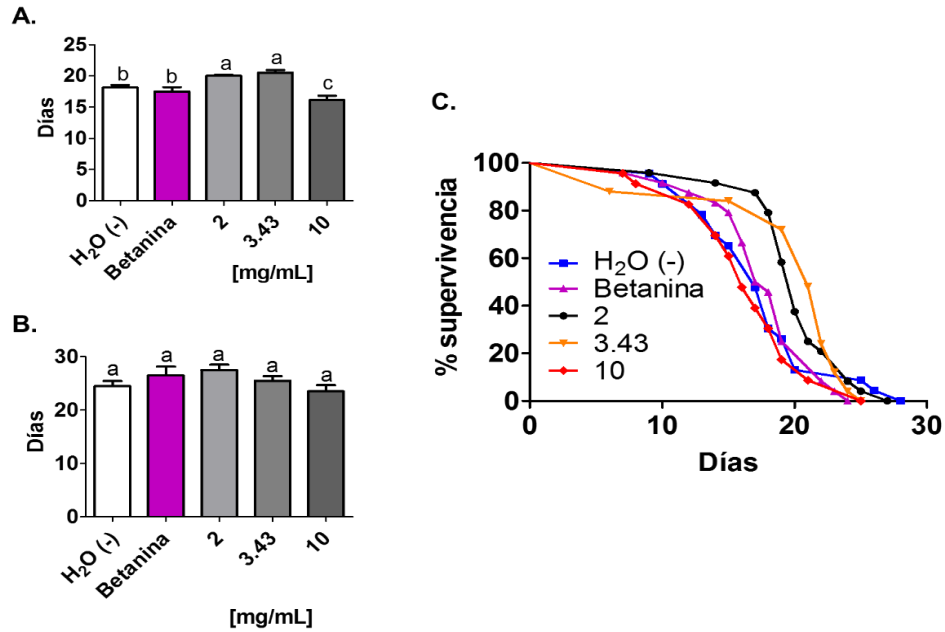 A.
25
20
15
10
5
0
Días
b
b
a
a
c
H₂O (-)
Betanina
2
3.43
10
[mg/mL]
B.
30
20
10
0
Días
a
a
a
a
a
H₂O (-)
Betanina
2
3.43
10
[mg/mL]
C.
100
80
60
40
20
0
% supervivencia
H₂O (-)
Betanina
2
3.43
10
0
10
20
30
Días